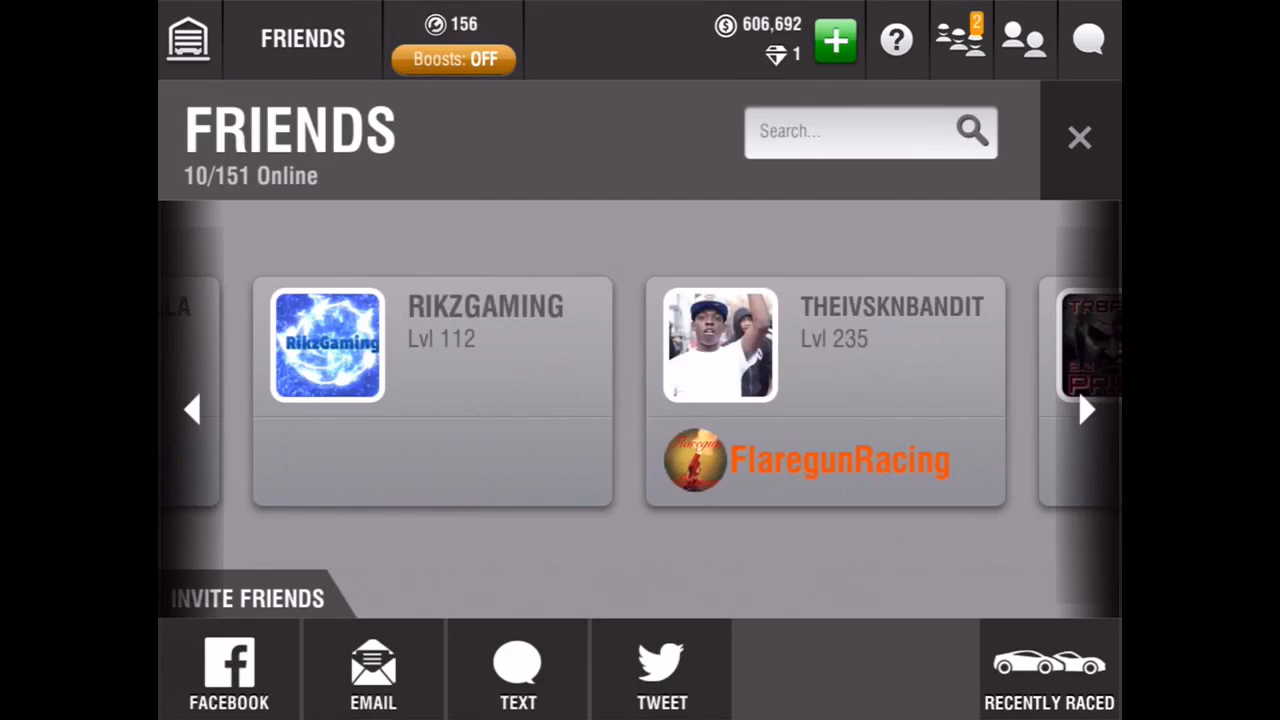 FRIENDS
156
Boosts: OFF
606,692
1
2
FRIENDS
10/151 Online
Search...
LLA
RIKZGAMING
Lvl 112
RikzGaming
THEIVSKNBANDIT
Lvl 235
FlaregunRacing
INVITE FRIENDS
FACEBOOK
EMAIL
TEXT
TWEET
RECENTLY RACED